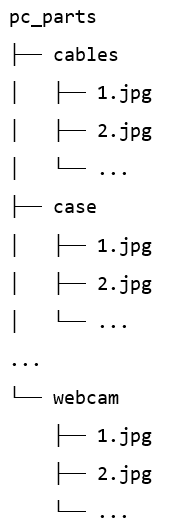 pc_parts
├── cables
│   ├── 1.jpg
│   ├── 2.jpg
│   └── ...
├── case
│   ├── 1.jpg
│   ├── 2.jpg
│   └── ...
...
└── webcam
    ├── 1.jpg
    ├── 2.jpg
    └── ...